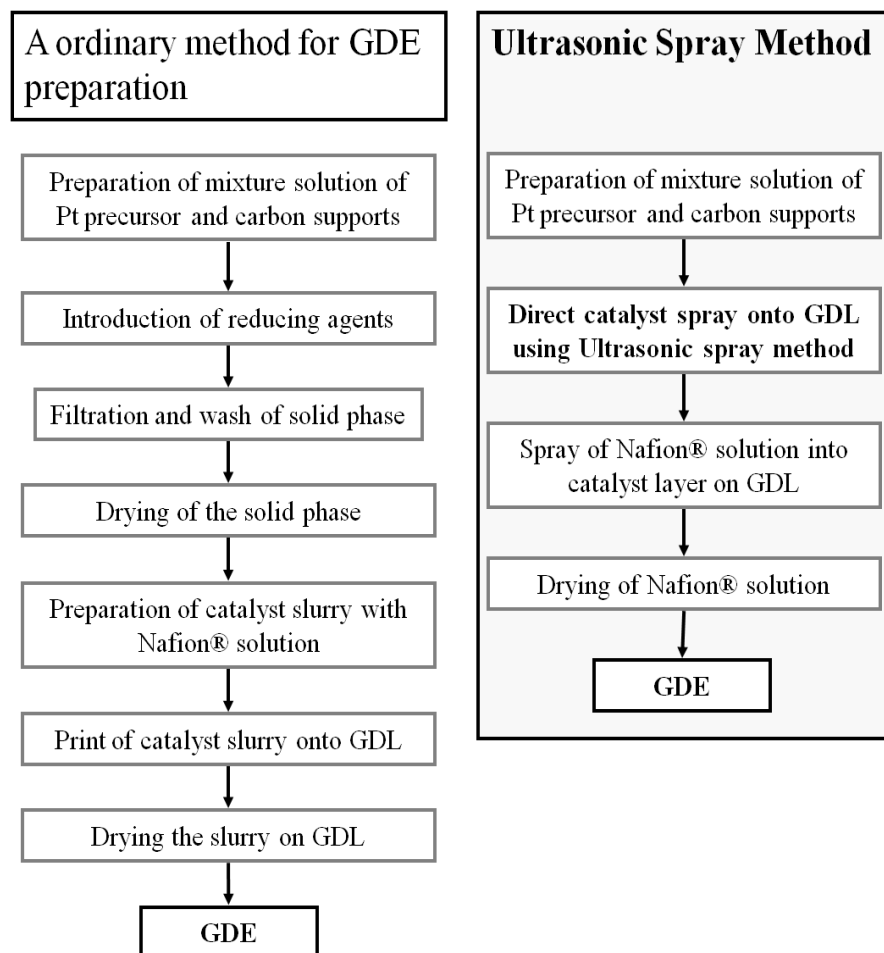 A ordinary method for GDE
preparation
Preparation of mixture solution of
Pt precursor and carbon supports
Introduction of reducing agents
Filtration and wash of solid phase
Drying of the solid phase
Preparation of catalyst slurry with
Nafion® solution
Print of catalyst slurry onto GDL
Drying the slurry on GDL
GDE
Ultrasonic Spray Method
Preparation of mixture solution of
Pt precursor and carbon supports
Direct catalyst spray onto GDL
using Ultrasonic spray method
Spray of Nafion® solution into
catalyst layer on GDL
Drying of Nafion® solution
GDE